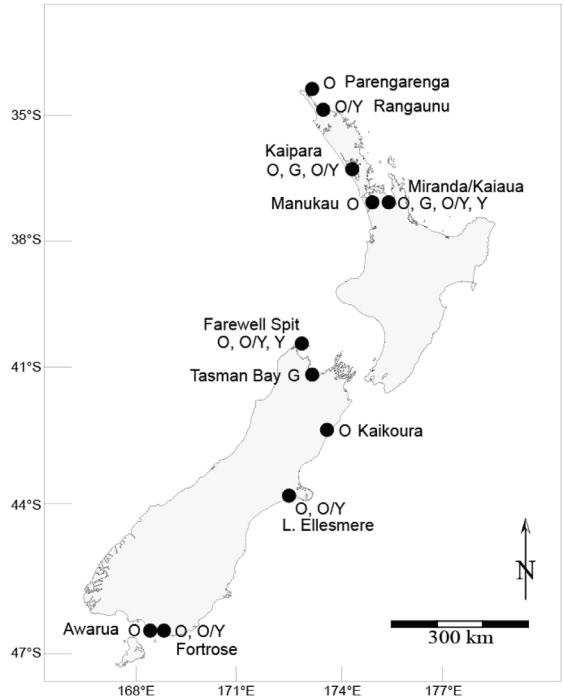 O Parengarenga
35°S
O/Y Rangaunu
Kaipara
O, G, O/Y
Miranda/Kaiaua
Manukau O
O, G, O/Y, Y
38°S
Farewell Spit
O, O/Y, Y
41°S
Tasman Bay G
O Kaikoura
44°S
O, O/Y
L. Ellesmere
N
Awarua O
O, O/Y
300 km
Fortrose
47°S
168°E 171°E 174°E 177°E